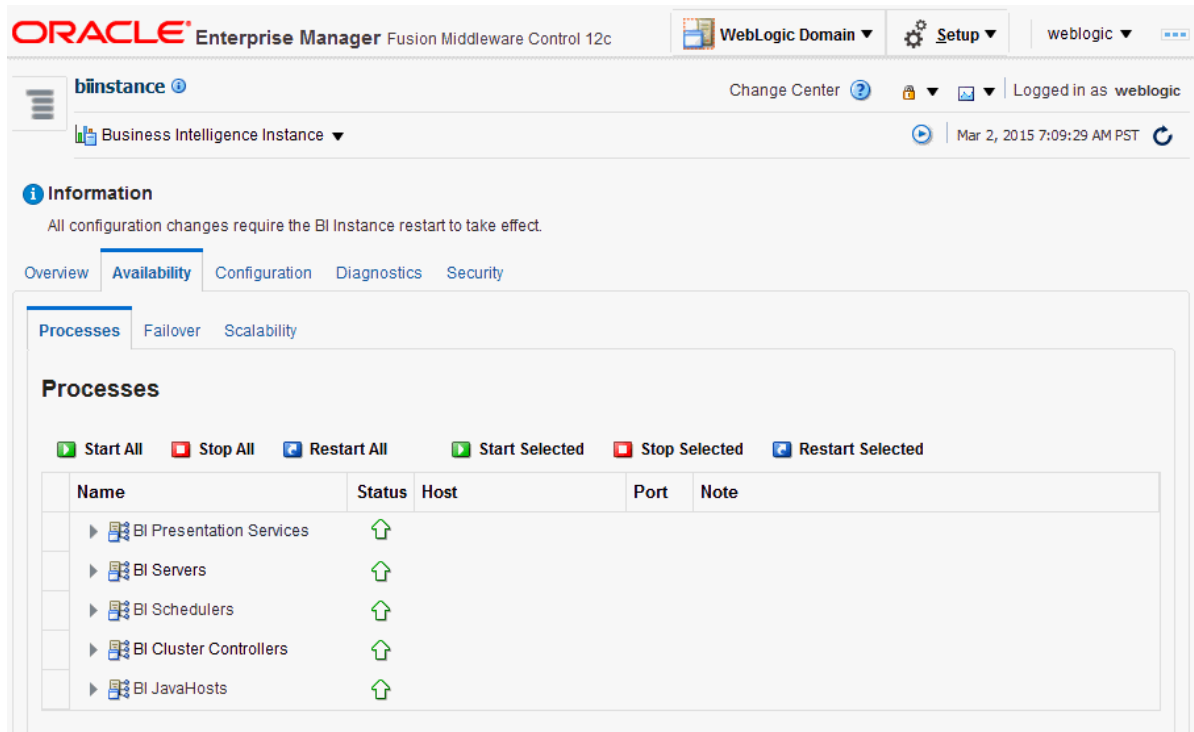 ORACLE Enterprise Manager Fusion Middleware Control 12c WebLogic Domain Setup weblogic
biinstance Change Center Logged in as weblogic
Business Intelligence Instance Mar 2, 2015 7:09:29 AM PST
Information
All configuration changes require the BI Instance restart to take effect.
Overview Availability Configuration Diagnostics Security
Processes Failover Scalability
Processes
Start All Stop All Restart All Start Selected Stop Selected Restart Selected
Name Status Host Port Note
BI Presentation Services
BI Servers
BI Schedulers
BI Cluster Controllers
BI JavaHosts